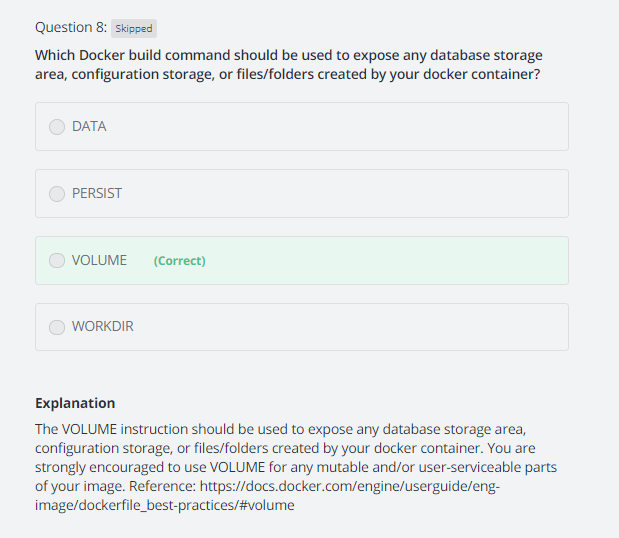 Question 8: Skipped
Which Docker build command should be used to expose any database storage
area, configuration storage, or files/folders created by your docker container?
DATA
PERSIST
VOLUME (Correct)
WORKDIR
Explanation
The VOLUME instruction should be used to expose any database storage area,
configuration storage, or files/folders created by your docker container. You are
strongly encouraged to use VOLUME for any mutable and/or user-serviceable parts
of your image. Reference: https://docs.docker.com/engine/userguide/eng-
image/dockerfile_best-practices/#volume